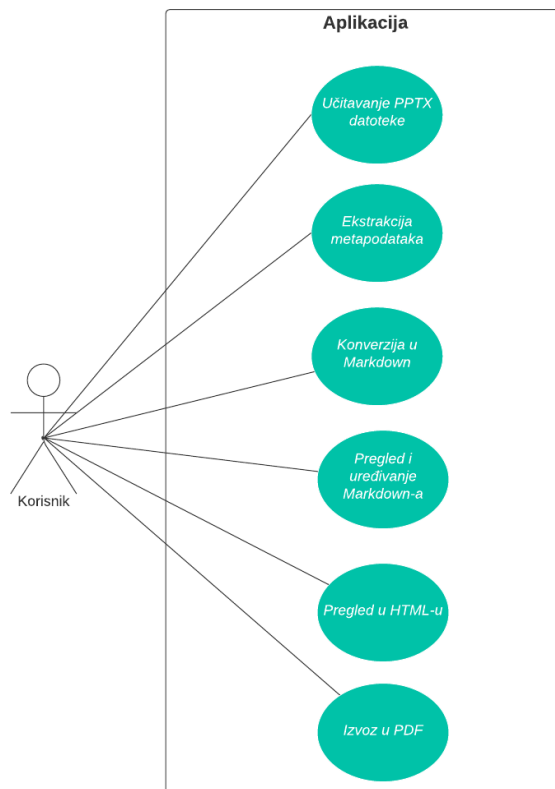 Aplikacija
Učitavanje PPTX
datoteke
Ekstrakcija
metapodataka
Konverzija u
Markdown
Pregled i
uređivanje
Markdown-a
Korisnik
Pregled u HTML-u
Izvoz u PDF